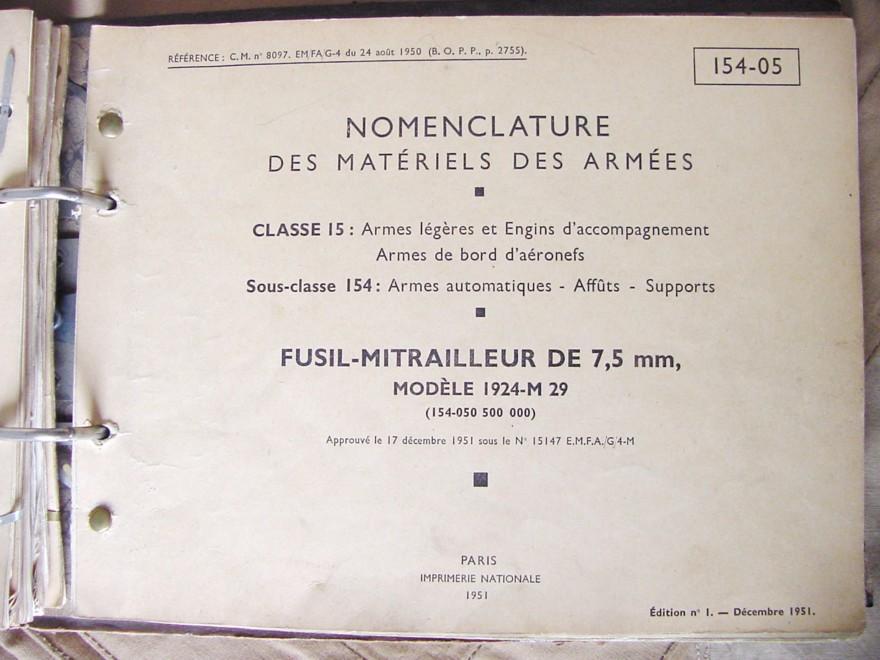 RÉFÉRENCE : C. M. n° 8097. EM/FA/G-4 du 24 août 1950 (B. O. P. P., p. 2755).
154-05
NOMENCLATURE
DES MATÉRIELS DES ARMÉES
CLASSE 15 : Armes légères et Engins d'accompagnement
Armes de bord d'aéronefs
Sous-classe 154 : Armes automatiques - Affûts - Supports
FUSIL-MITRAILLEUR DE 7,5 mm,
MODÈLE 1924-M 29
(154-050 500 000)
Approuvé le 17 décembre 1951 sous le N° 15147 E.M.F.A./G/4-M
PARIS
IMPRIMERIE NATIONALE
1951
Édition n° 1. — Décembre 1951.